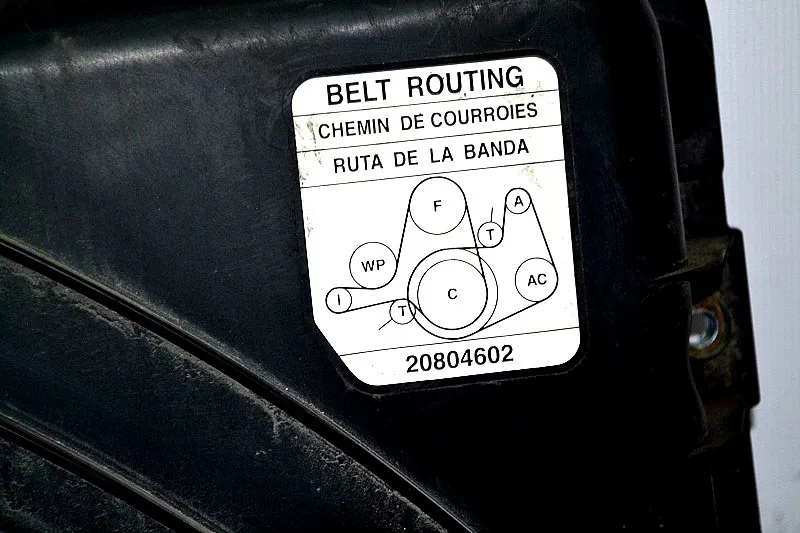 BELT ROUTING
CHEMIN DE COURROIES
RUTA DE LA BANDA
F
A
T
WP
AC
I
C
T
20804602